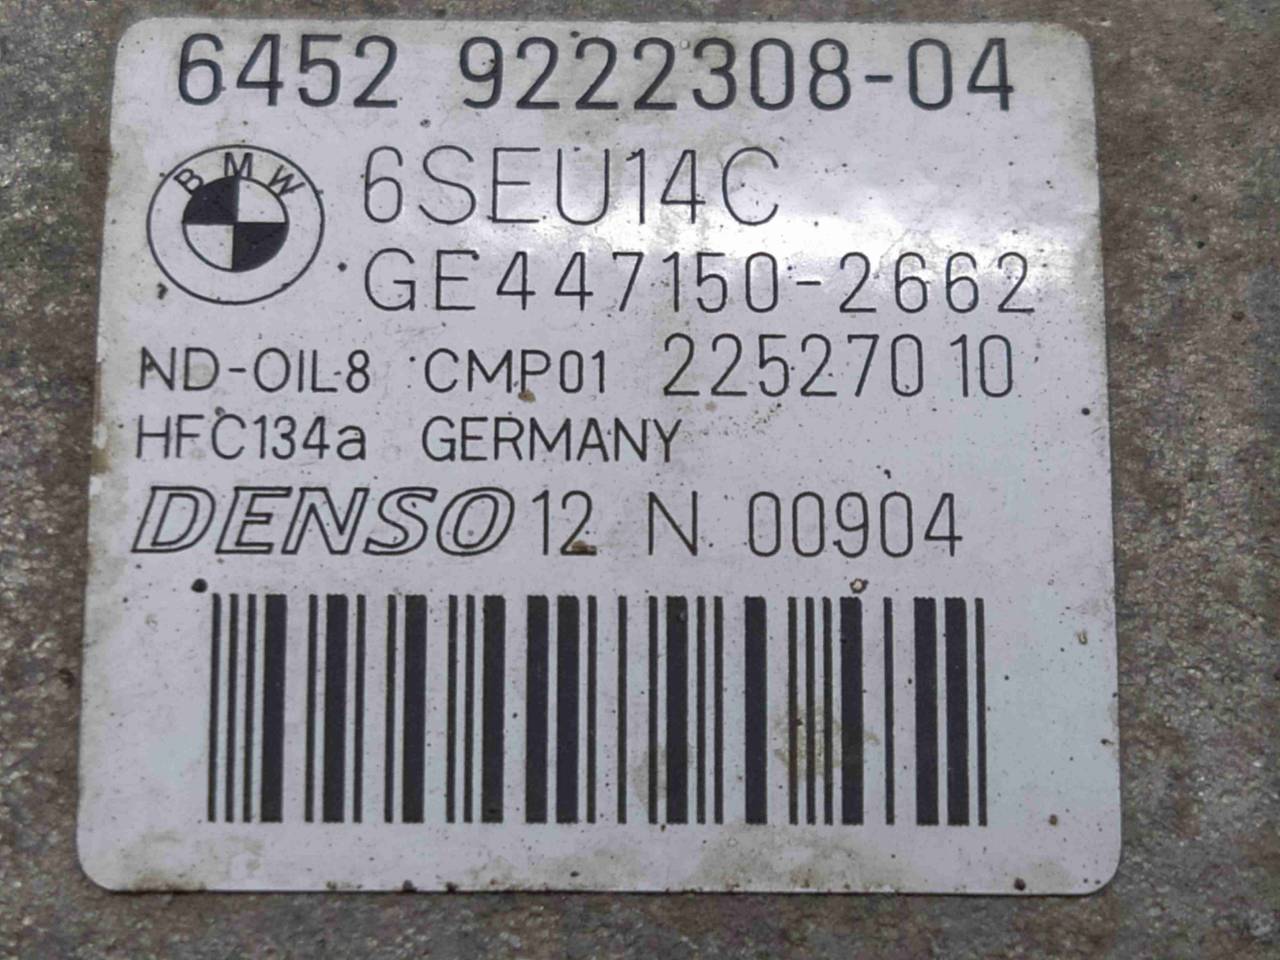 6452 9222308-04
BMW 6SEU14C
GE447150-2662
ND-OIL8 CMP01 22527010
HFC134a GERMANY
DENSO 12 N 00904